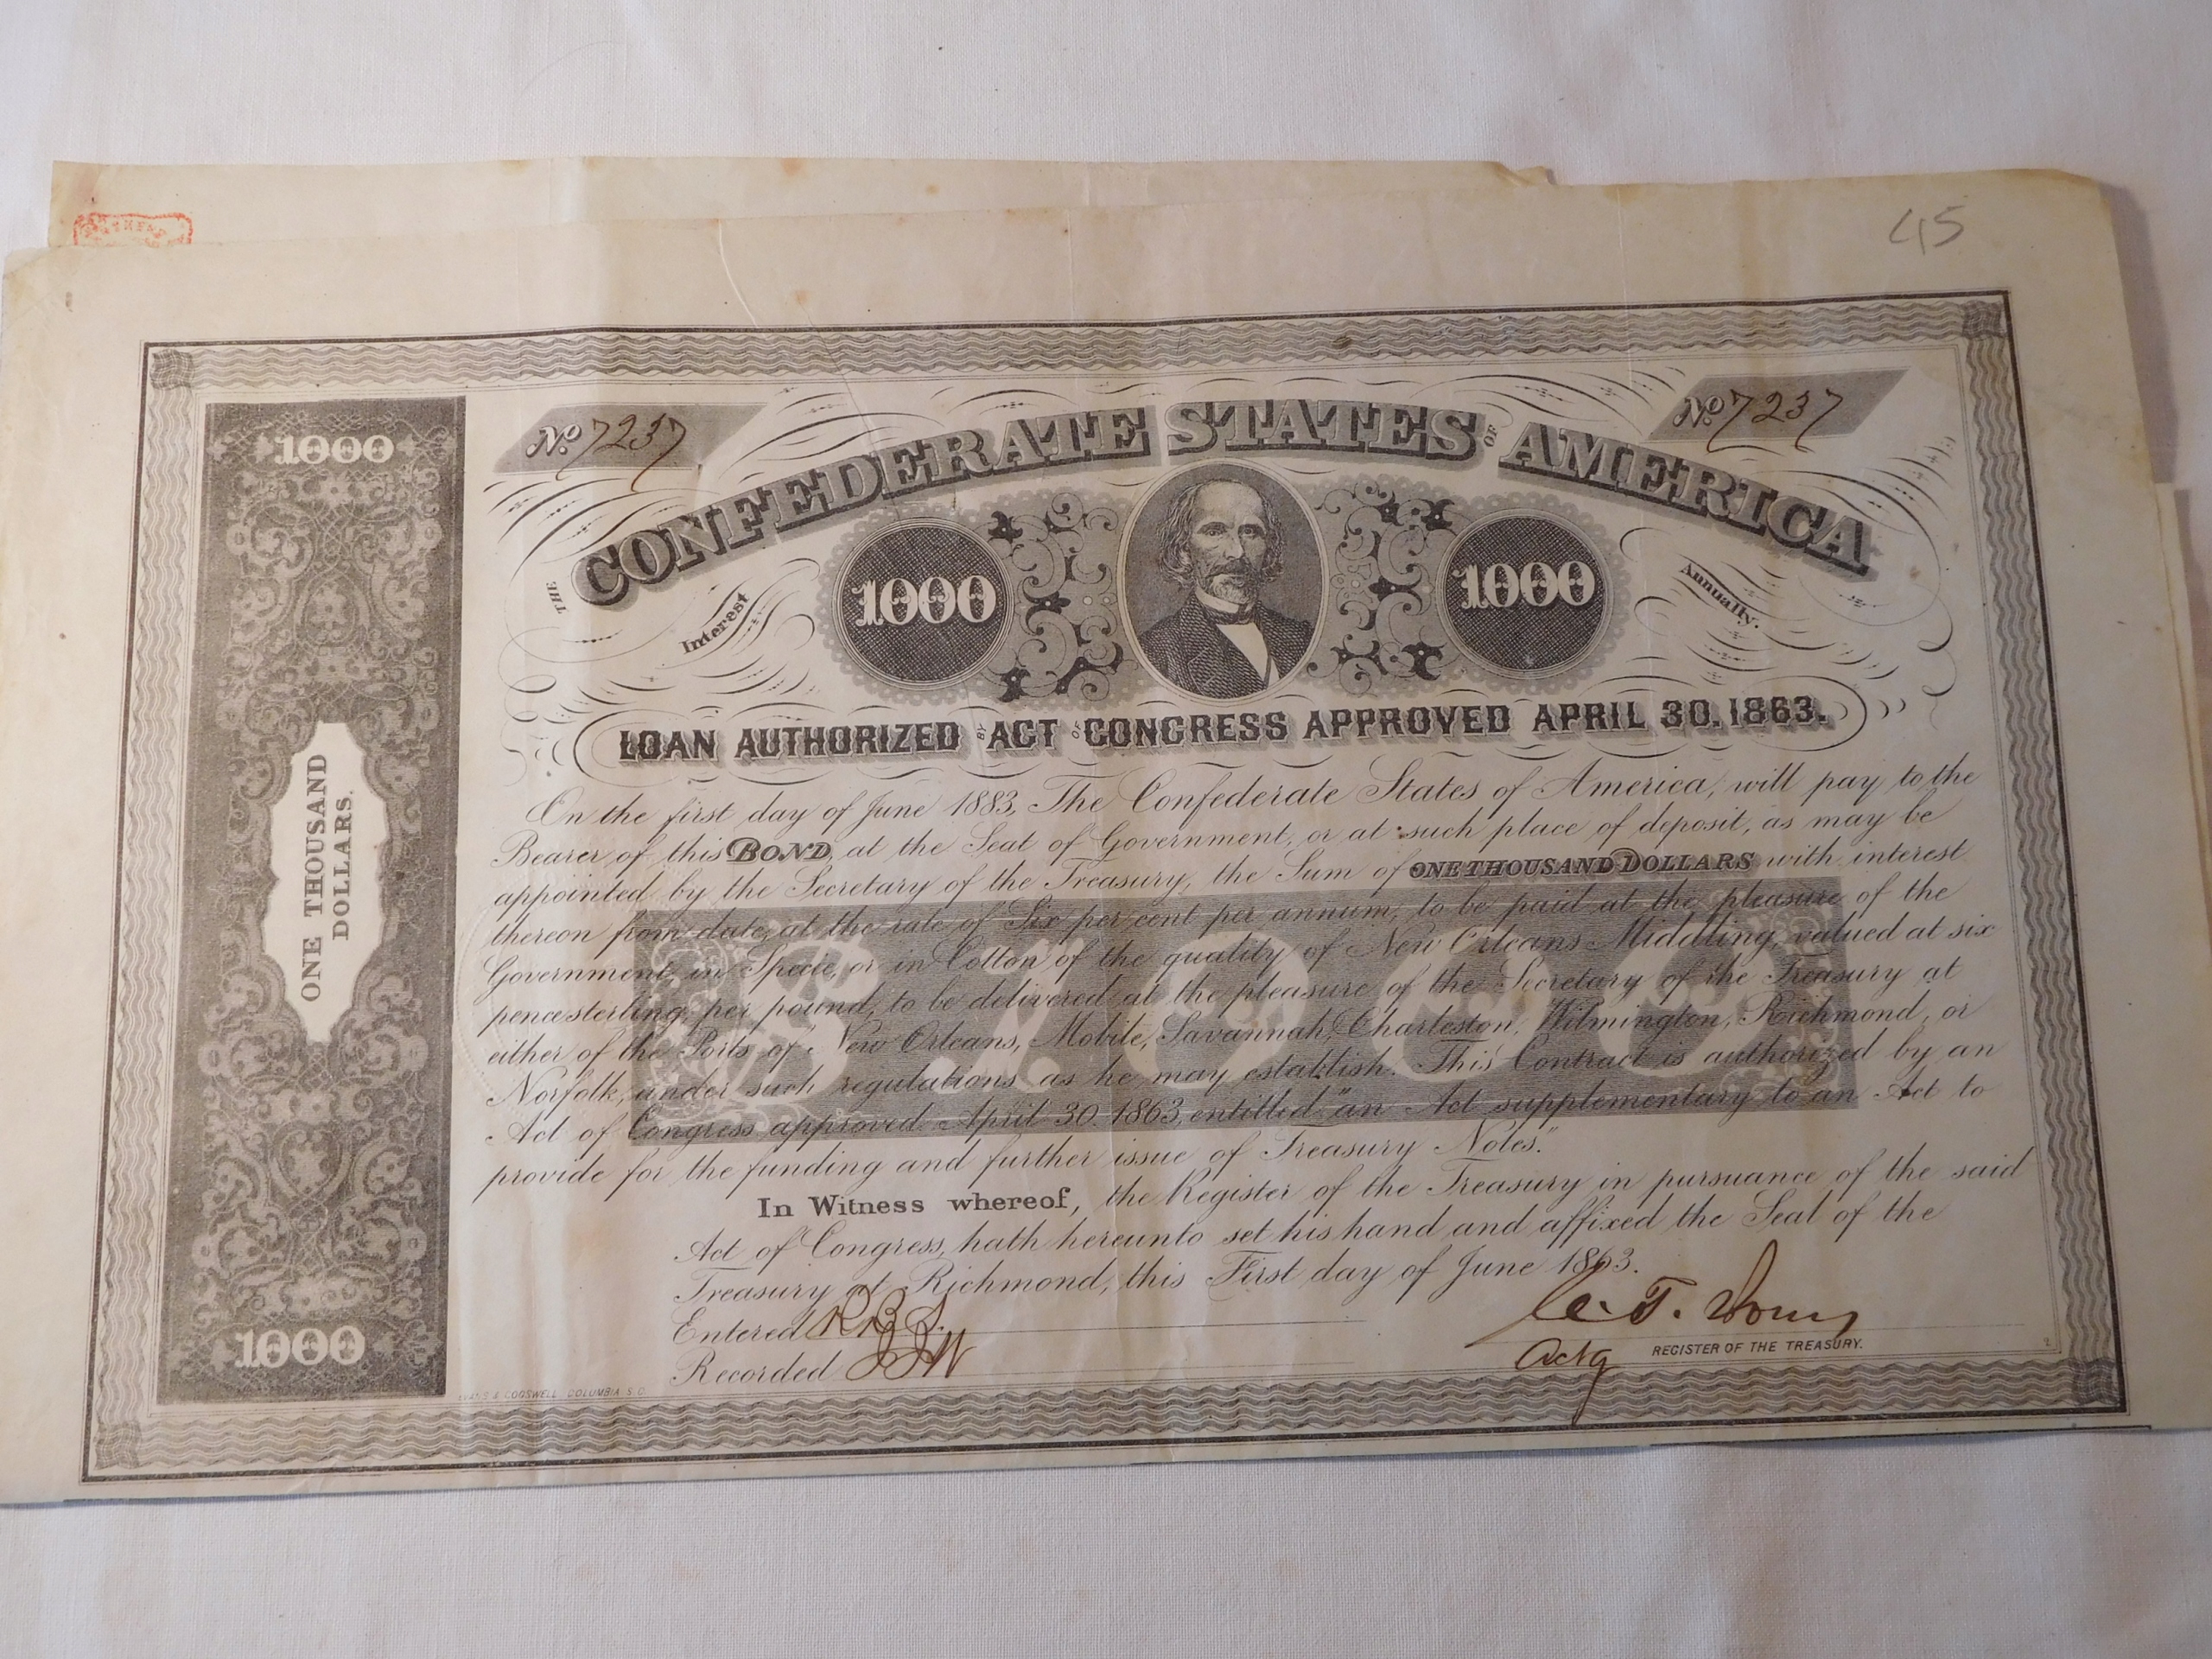 45
No 7237
No 7237
THE CONFEDERATE STATES OF AMERICA
1000
Interest
1000
1000
Annually.
LOAN AUTHORIZED BY ACT OF CONGRESS APPROVED APRIL 30. 1863.
ONE THOUSAND
DOLLARS.
1000
On the first day of June 1883, The Confederate States of America, will pay to the
Bearer of this BOND, at the Seat of Government, or at such place of deposit, as may be
appointed by the Secretary of the Treasury, the Sum of ONE THOUSAND DOLLARS with interest
thereon from date, at the rate of Six per cent per annum, to be paid at the pleasure of the
Government, in Specie, or in Cotton of the quality of New Orleans Middling, valued at six
pence sterling per pound, to be delivered at the pleasure of the Secretary of the Treasury at
either of the Ports of New Orleans, Mobile, Savannah, Charleston, Wilmington, Richmond, or
Norfolk, under such regulations as he may establish. This Contract is authorized by an
Act of Congress approved April 30. 1863, entitled "an Act supplementary to an Act to
provide for the funding and further issue of Treasury Notes."
$1000
In Witness whereof, the Register of the Treasury in pursuance of the said
Act of Congress, hath hereunto set his hand and affixed the Seal of the
Treasury at Richmond, this First day of June 1863.
Entered R.B.S.
Recorded
Actg REGISTER OF THE TREASURY.
EVANS & COGSWELL COLUMBIA S.C.